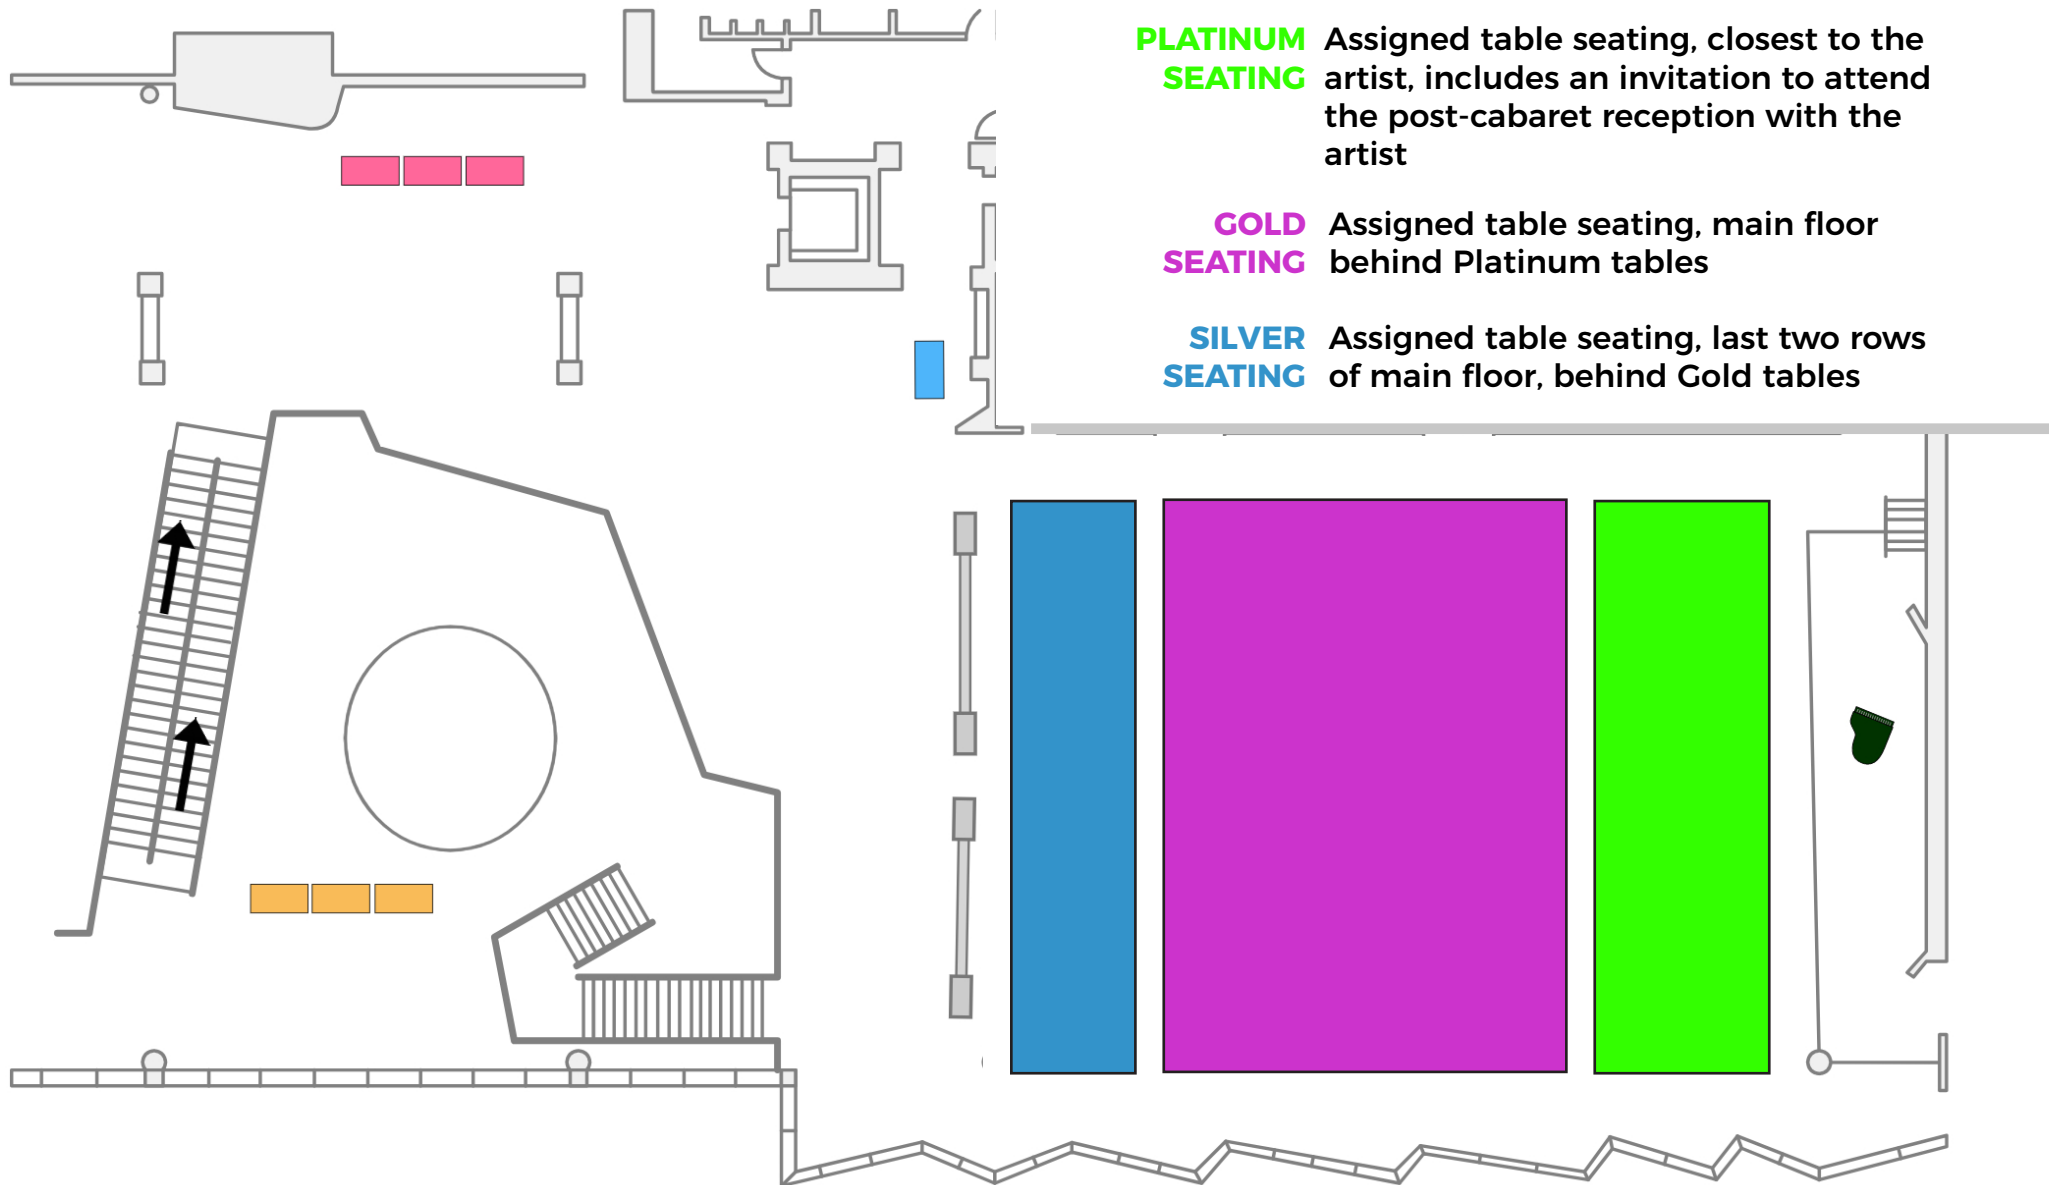 PLATINUM Assigned table seating, closest to the
SEATING artist, includes an invitation to attend
the post-cabaret reception with the
artist
GOLD Assigned table seating, main floor
SEATING behind Platinum tables
SILVER Assigned table seating, last two rows
SEATING of main floor, behind Gold tables